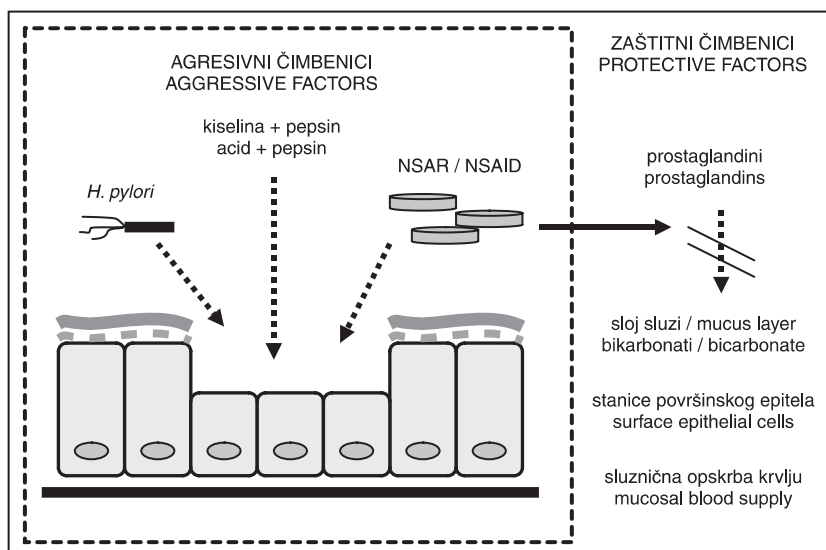 AGRESIVNI ČIMBENICI
AGGRESSIVE FACTORS
kiselina + pepsin
acid + pepsin
H. pylori
NSAR / NSAID
ZAŠTITNI ČIMBENICI
PROTECTIVE FACTORS
prostaglandini
prostaglandins
sloj sluzi / mucus layer
bikarbonati / bicarbonate
stanice površinskog epitela
surface epithelial cells
sluznična opskrba krvlju
mucosal blood supply